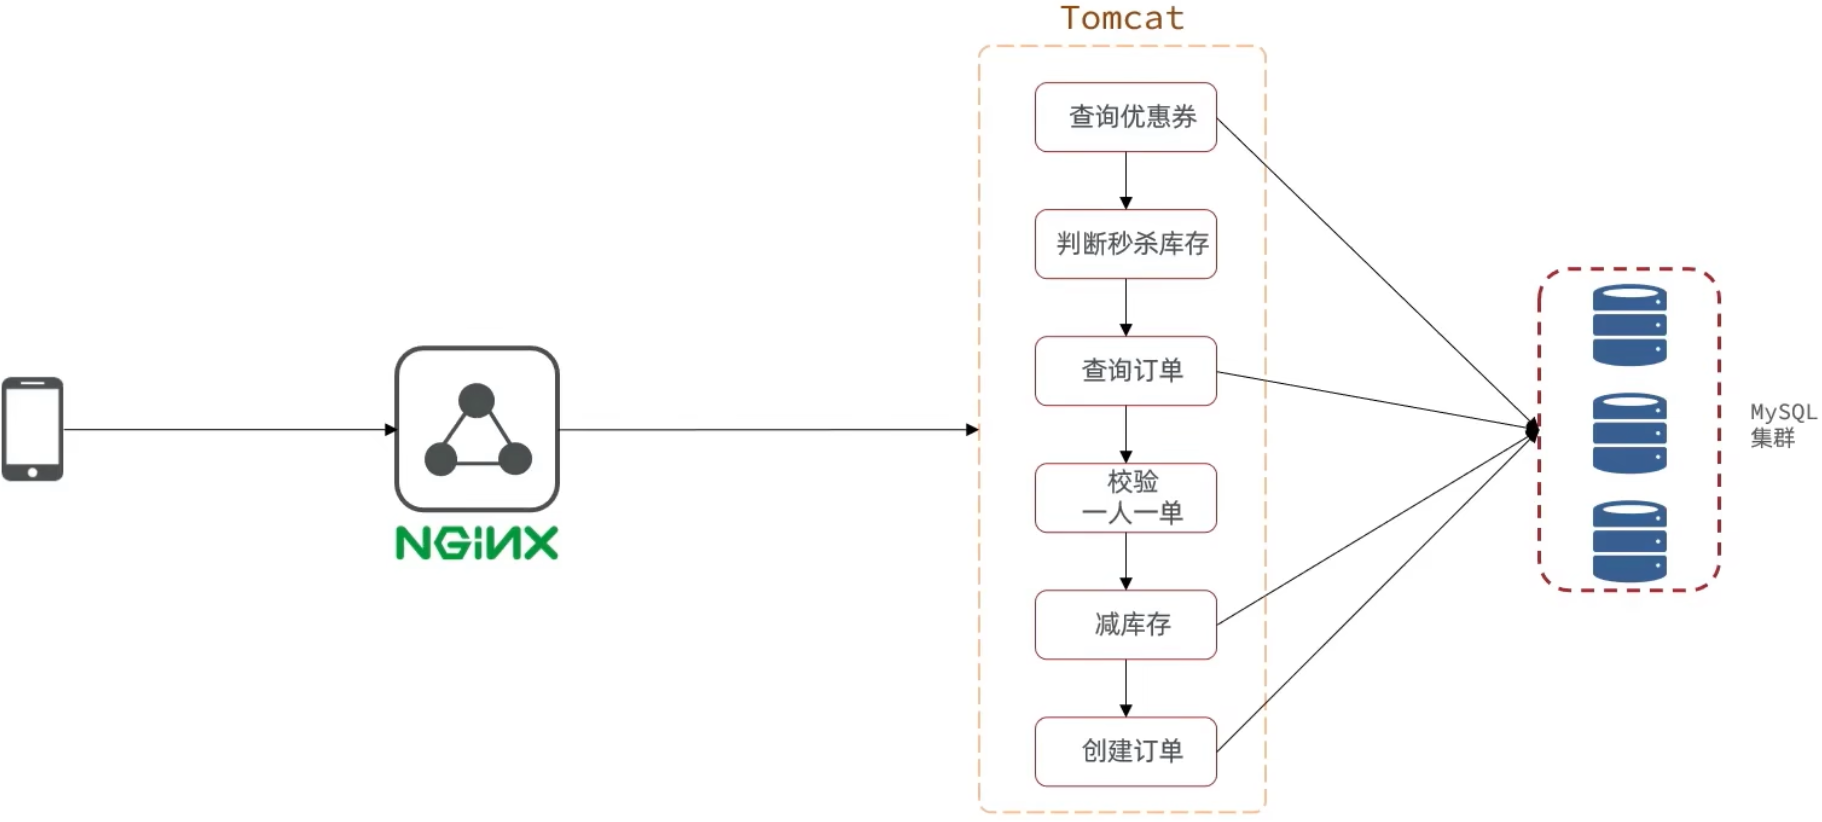 Tomcat
查询优惠券
判断秒杀库存
查询订单
校验
一人一单
减库存
创建订单
NGiNX
MySQL
集群